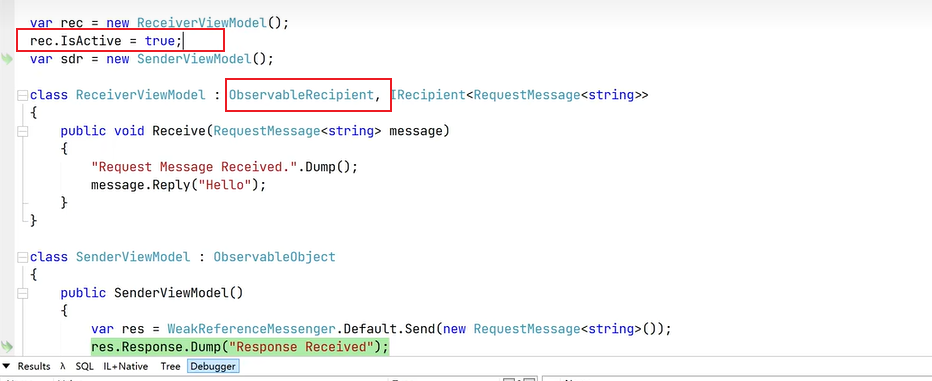 var rec = new ReceiverViewModel();
rec.IsActive = true;
var sdr = new SenderViewModel();
class ReceiverViewModel : ObservableRecipient, IRecipient<RequestMessage<string>>
{
public void Receive(RequestMessage<string> message)
{
"Request Message Received.".Dump();
message.Reply("Hello");
}
}
class SenderViewModel : ObservableObject
{
public SenderViewModel()
{
var res = WeakReferenceMessenger.Default.Send(new RequestMessage<string>());
res.Response.Dump("Response Received");
Results λ SQL IL+Native Tree Debugger